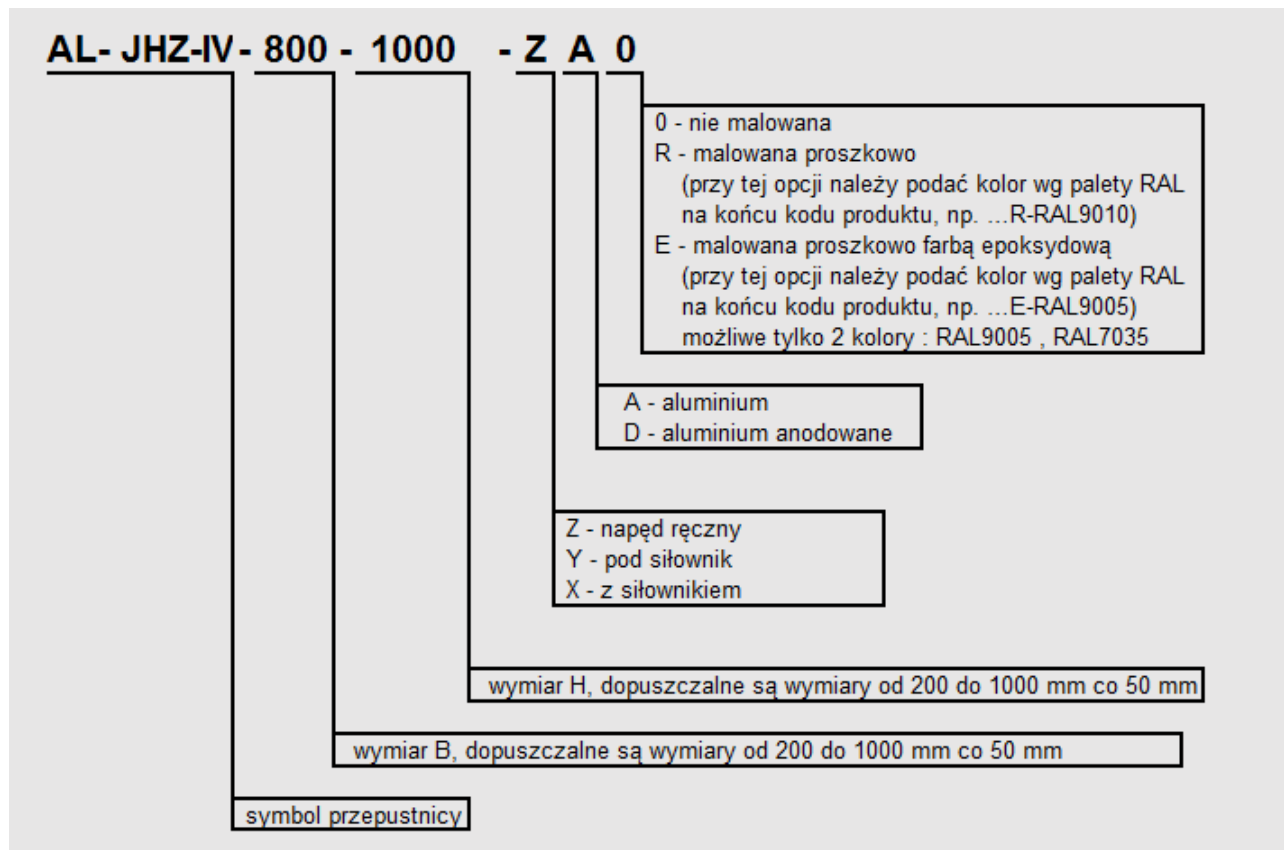 AL- JHZ-IV - 800 - 1000 - Z A 0
0 - nie malowana
R - malowana proszkowo
(przy tej opcji należy podać kolor wg palety RAL
na końcu kodu produktu, np. ...R-RAL9010)
E - malowana proszkowo farbą epoksydową
(przy tej opcji należy podać kolor wg palety RAL
na końcu kodu produktu, np. ...E-RAL9005)
możliwe tylko 2 kolory : RAL9005 , RAL7035
A - aluminium
D - aluminium anodowane
Z - napęd ręczny
Y - pod siłownik
X - z siłownikiem
wymiar H, dopuszczalne są wymiary od 200 do 1000 mm co 50 mm
wymiar B, dopuszczalne są wymiary od 200 do 1000 mm co 50 mm
symbol przepustnicy